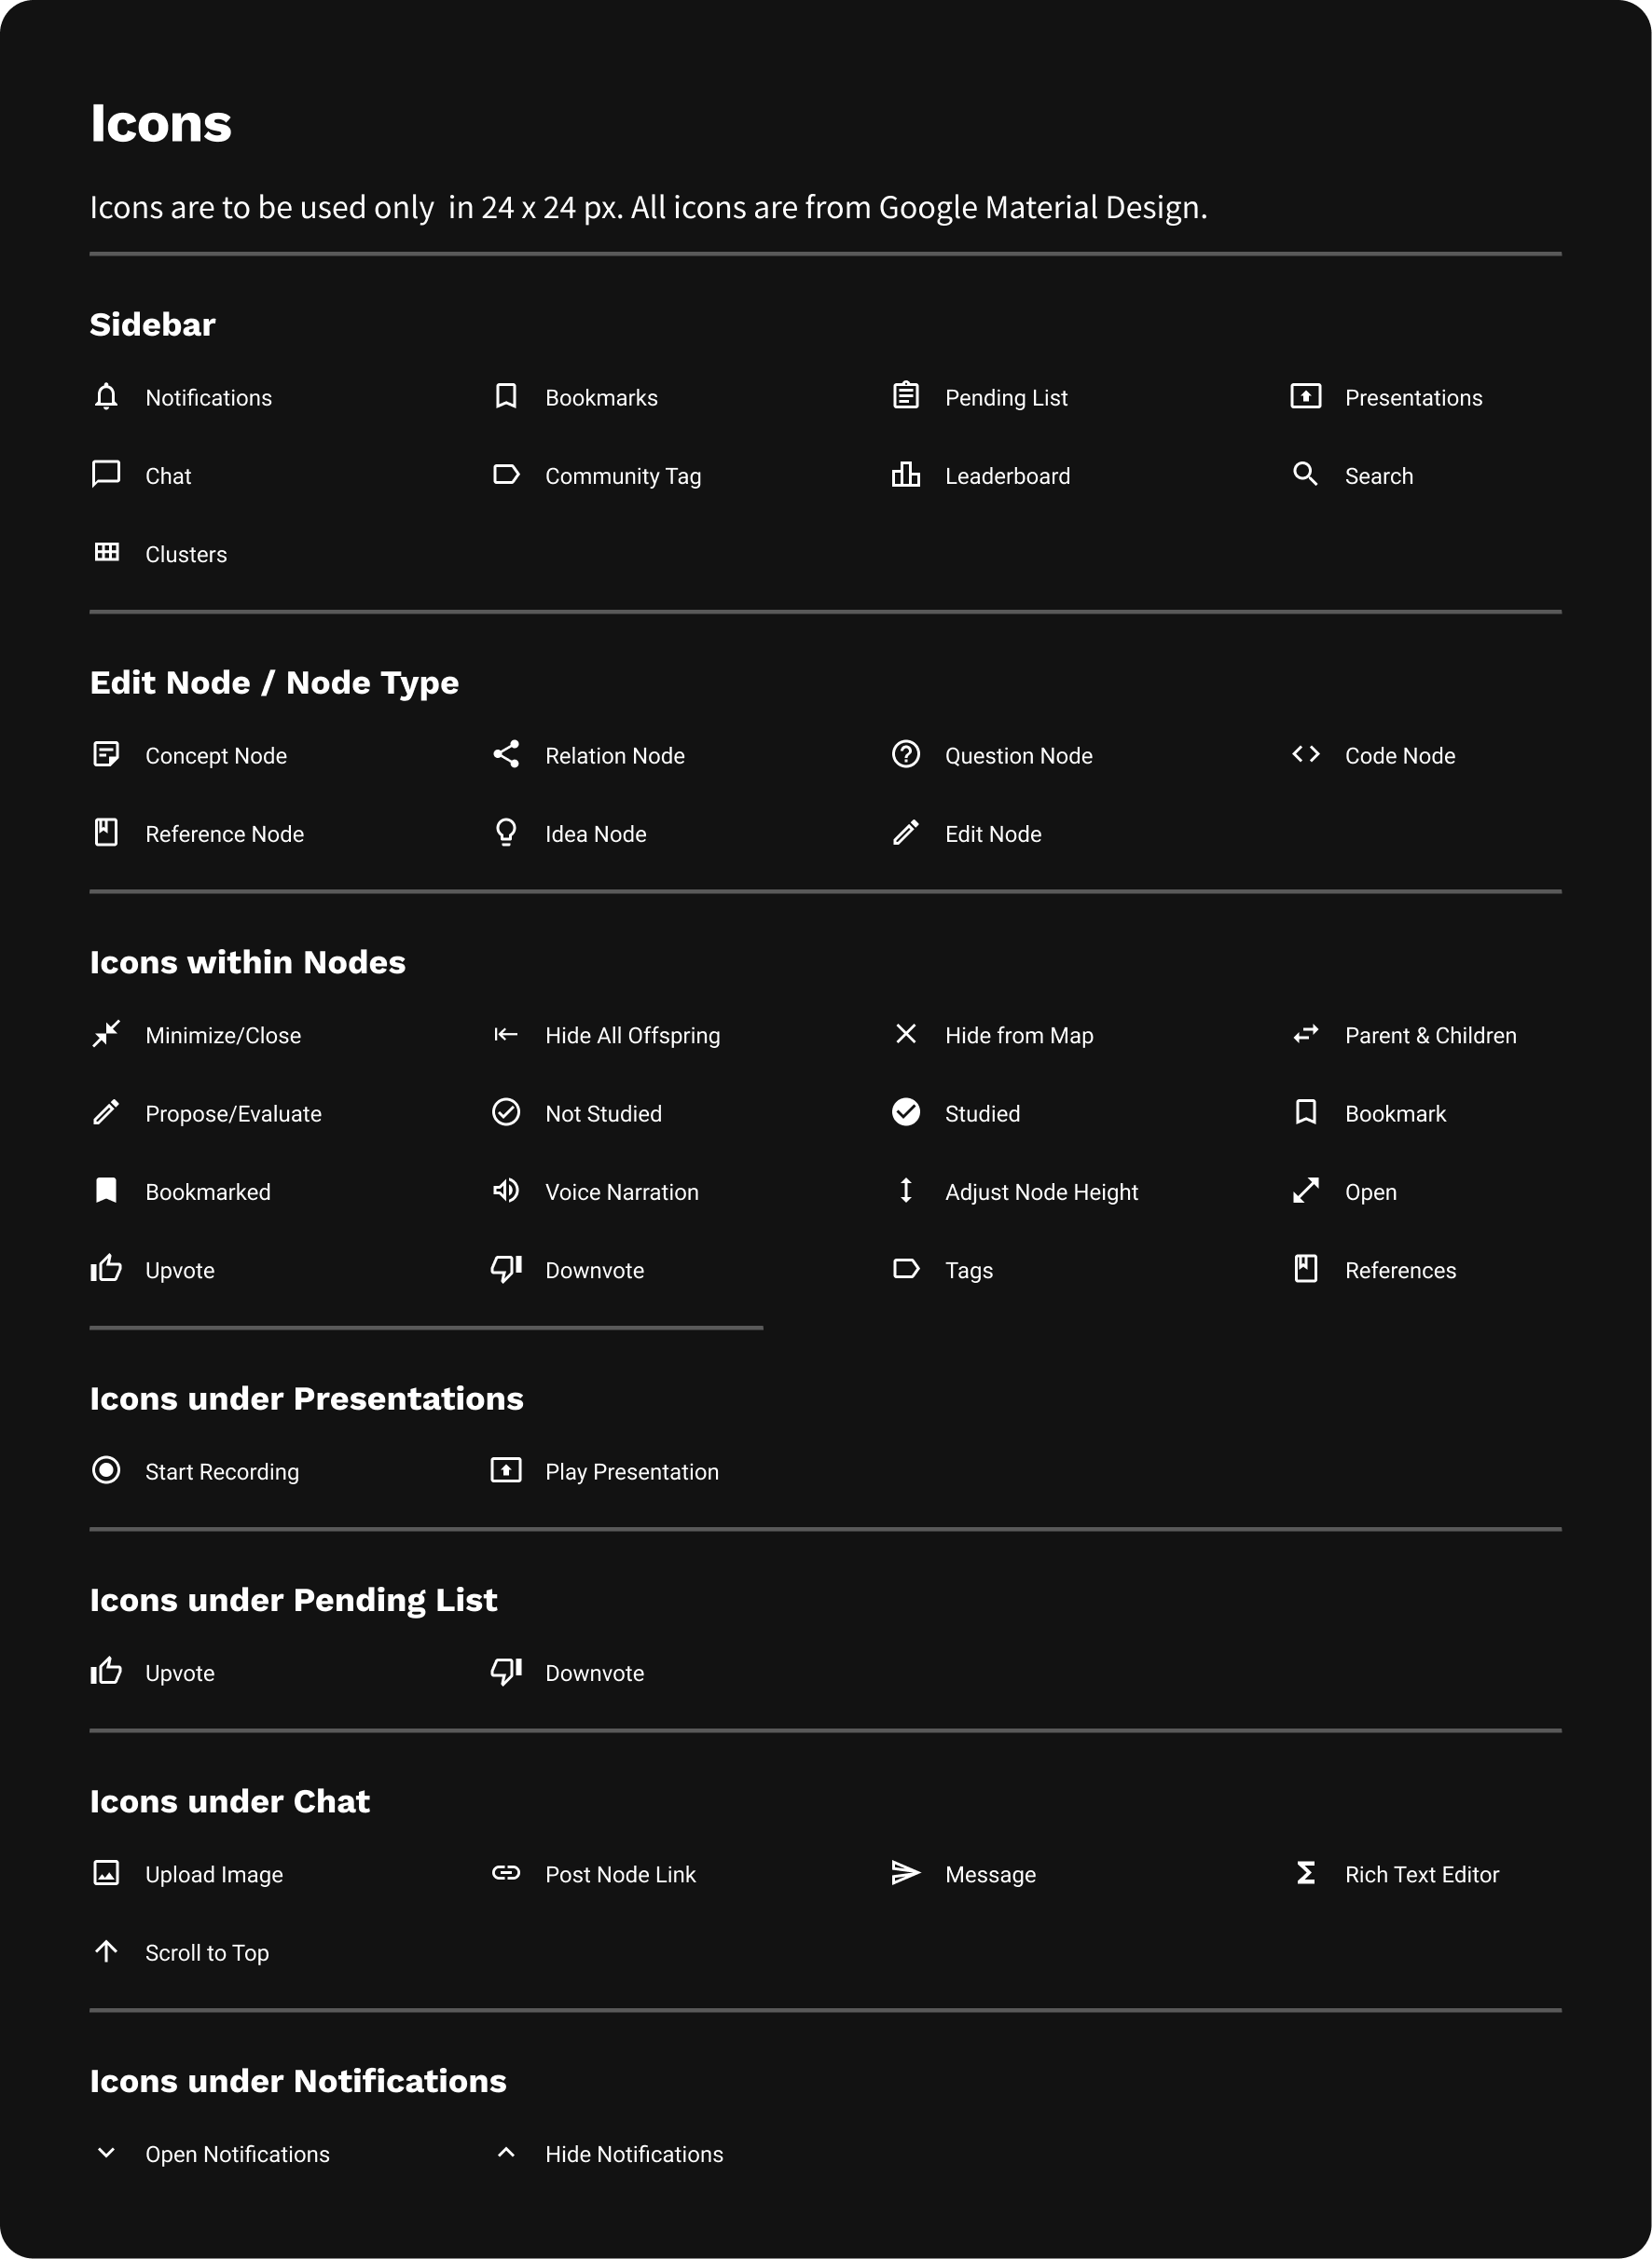 Icons
Icons are to be used only  in 24 x 24 px. All icons are from Google Material Design.
Sidebar
Notifications Bookmarks Pending List Presentations
Chat Community Tag Leaderboard Search
Clusters
Edit Node / Node Type
Concept Node Relation Node Question Node Code Node
Reference Node Idea Node Edit Node
Icons within Nodes
Minimize/Close Hide All Offspring Hide from Map Parent & Children
Propose/Evaluate Not Studied Studied Bookmark
Bookmarked Voice Narration Adjust Node Height Open
Upvote Downvote Tags References
Icons under Presentations
Start Recording Play Presentation
Icons under Pending List
Upvote Downvote
Icons under Chat
Upload Image Post Node Link Message Rich Text Editor
Scroll to Top
Icons under Notifications
Open Notifications Hide Notifications